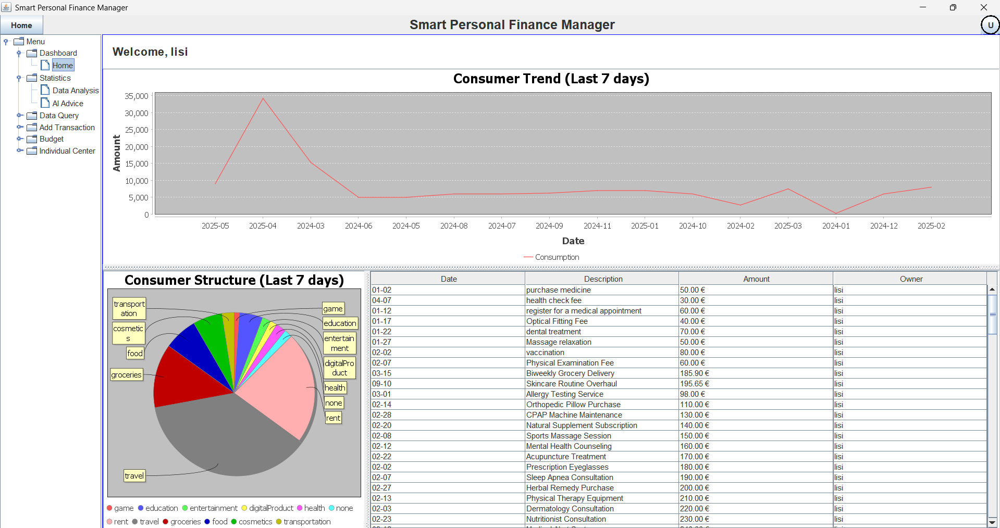 Smart Personal Finance Manager
Home
Smart Personal Finance Manager
U
Menu
Dashboard
Home
Statistics
Data Analysis
AI Advice
Data Query
Add Transaction
Budget
Individual Center
Welcome, lisi
Consumer Trend (Last 7 days)
Amount
35,000
30,000
25,000
20,000
15,000
10,000
5,000
0
2025-05 2025-04 2024-03 2024-06 2024-05 2024-08 2024-07 2024-09 2024-11 2025-01 2024-10 2024-02 2025-03 2024-01 2024-12 2025-02
Date
Consumption
Consumer Structure (Last 7 days)
transport
ation
cosmetic
s
food
groceries
travel
game
education
entertain
ment
digitalPro
duct
health
none
rent
game education entertainment digitalProduct health none
rent travel groceries food cosmetics transportation
Date Description Amount Owner
01-02 purchase medicine 50.00 € lisi
04-07 health check fee 30.00 € lisi
01-12 register for a medical appointment 60.00 € lisi
01-17 Optical Fitting Fee 40.00 € lisi
01-22 dental treatment 70.00 € lisi
01-27 Massage relaxation 50.00 € lisi
02-02 vaccination 80.00 € lisi
02-07 Physical Examination Fee 60.00 € lisi
03-15 Biweekly Grocery Delivery 185.90 € lisi
09-10 Skincare Routine Overhaul 195.65 € lisi
03-01 Allergy Testing Service 98.00 € lisi
02-14 Orthopedic Pillow Purchase 110.00 € lisi
02-28 CPAP Machine Maintenance 130.00 € lisi
02-20 Natural Supplement Subscription 140.00 € lisi
02-08 Sports Massage Session 150.00 € lisi
02-12 Mental Health Counseling 160.00 € lisi
02-22 Acupuncture Treatment 170.00 € lisi
02-02 Prescription Eyeglasses 180.00 € lisi
02-07 Sleep Apnea Consultation 190.00 € lisi
02-27 Herbal Remedy Purchase 200.00 € lisi
02-13 Physical Therapy Equipment 210.00 € lisi
02-03 Dermatology Consultation 220.00 € lisi
02-23 Nutritionist Consultation 230.00 € lisi